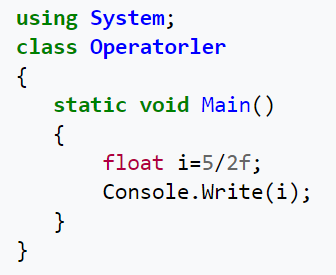 using System;
class Operatorler
{
   static void Main()
   {
      float i=5/2f;
      Console.Write(i);
   }
}